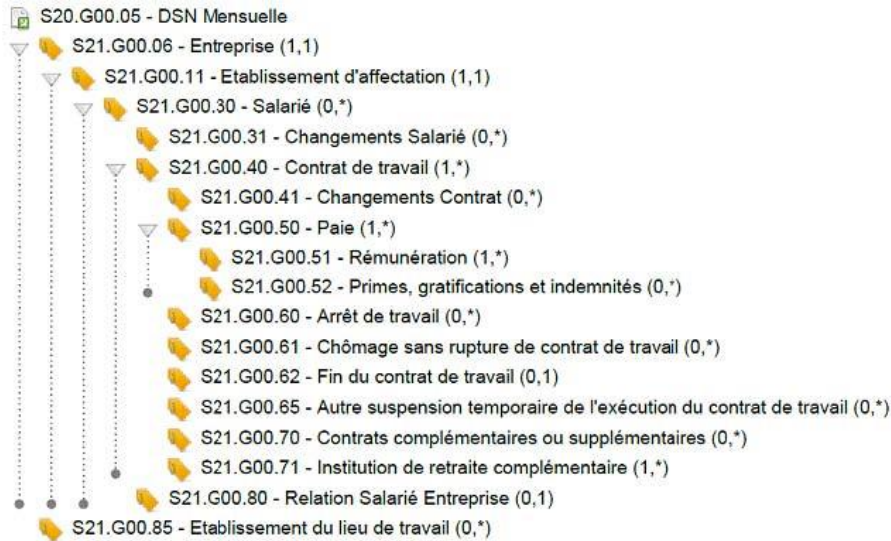 S20.G00.05 - DSN Mensuelle
S21.G00.06 - Entreprise (1,1)
S21.G00.11 - Etablissement d'affectation (1,1)
S21.G00.30 - Salarié (0,*)
S21.G00.31 - Changements Salarié (0,*)
S21.G00.40 - Contrat de travail (1,*)
S21.G00.41 - Changements Contrat (0,*)
S21.G00.50 - Paie (1,*)
S21.G00.51 - Rémunération (1,*)
S21.G00.52 - Primes, gratifications et indemnités (0,*)
S21.G00.60 - Arrêt de travail (0,*)
S21.G00.61 - Chômage sans rupture de contrat de travail (0,*)
S21.G00.62 - Fin du contrat de travail (0,1)
S21.G00.65 - Autre suspension temporaire de l'exécution du contrat de travail (0,*)
S21.G00.70 - Contrats complémentaires ou supplémentaires (0,*)
S21.G00.71 - Institution de retraite complémentaire (1,*)
S21.G00.80 - Relation Salarié Entreprise (0,1)
S21.G00.85 - Etablissement du lieu de travail (0,*)